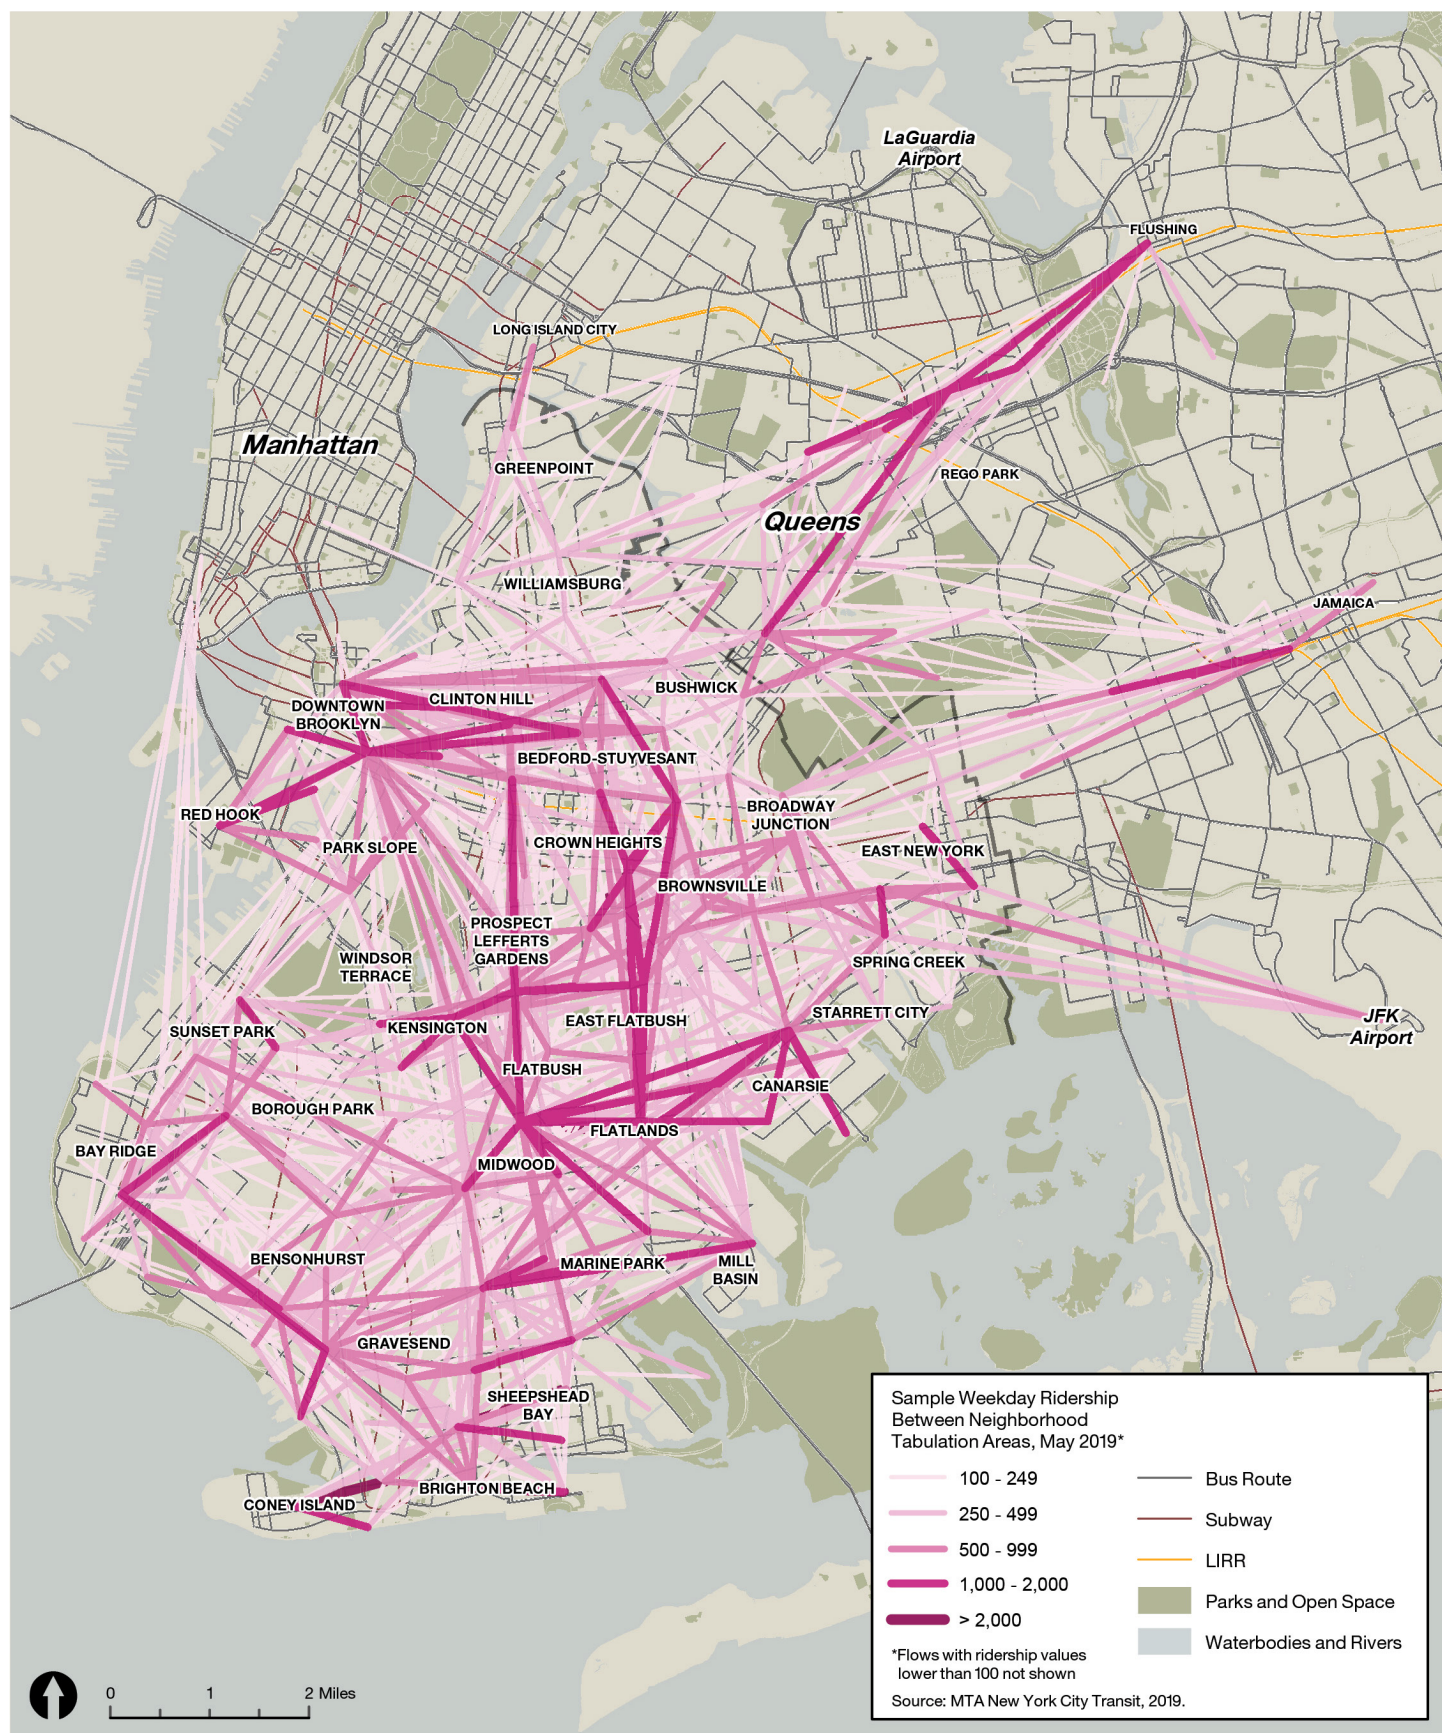 LaGuardia
Airport
FLUSHING
LONG ISLAND CITY
Manhattan
GREENPOINT
REGO PARK
Queens
WILLIAMSBURG
JAMAICA
BUSHWICK
CLINTON HILL
DOWNTOWN
BROOKLYN
BEDFORD-STUYVESANT
RED HOOK
BROADWAY
JUNCTION
PARK SLOPE
CROWN HEIGHTS
EAST NEW YORK
BROWNSVILLE
PROSPECT
LEFFERTS
GARDENS
WINDSOR
TERRACE
SPRING CREEK
STARRETT CITY
JFK
Airport
SUNSET PARK
KENSINGTON
EAST FLATBUSH
FLATBUSH
CANARSIE
BOROUGH PARK
FLATLANDS
BAY RIDGE
MIDWOOD
BENSONHURST
MARINE PARK
MILL
BASIN
GRAVESEND
SHEEPSHEAD
BAY
BRIGHTON BEACH
CONEY ISLAND
Sample Weekday Ridership
Between Neighborhood
Tabulation Areas, May 2019*
100 - 249
250 - 499
500 - 999
1,000 - 2,000
> 2,000
*Flows with ridership values
lower than 100 not shown
Bus Route
Subway
LIRR
Parks and Open Space
Waterbodies and Rivers
Source: MTA New York City Transit, 2019.
0 1 2 Miles